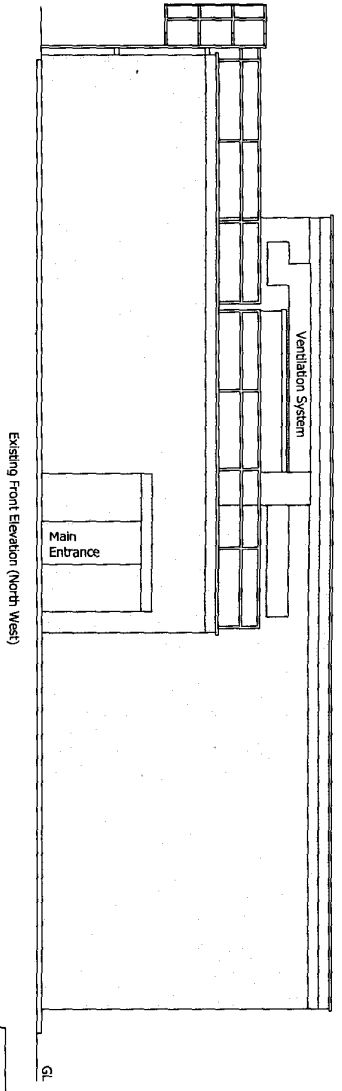 Ventilation System
Main
Entrance
GL
Existing Front Elevation (North West)